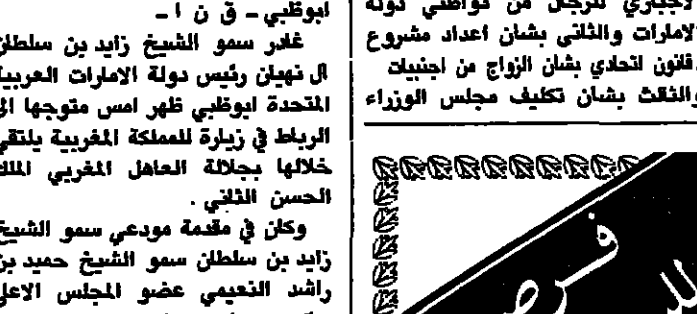 ابوظبي ــ ق ن ا ــ
غادر سمو الشيخ زايد بن سلطان
ال نهيان رئيس دولة الامارات العربية
المتحدة ابوظبي ظهر امس متوجها الى
الرباط في زيارة للمملكة المغربية يلتقي
خلالها بجلالة العاهل المغربي الملك
الحسن الثاني .
وكان في مقدمة مودعي سمو الشيخ
زايد بن سلطان سمو الشيخ حميد بن
راشد النعيمي عضو المجلس الاعلى
الاجباري للرجال من مواطني دولة
الامارات والثاني بشان اعداد مشروع
قانون اتحادي بشان الزواج من اجنبيات
والثالث بشان تكليف مجلس الوزراء